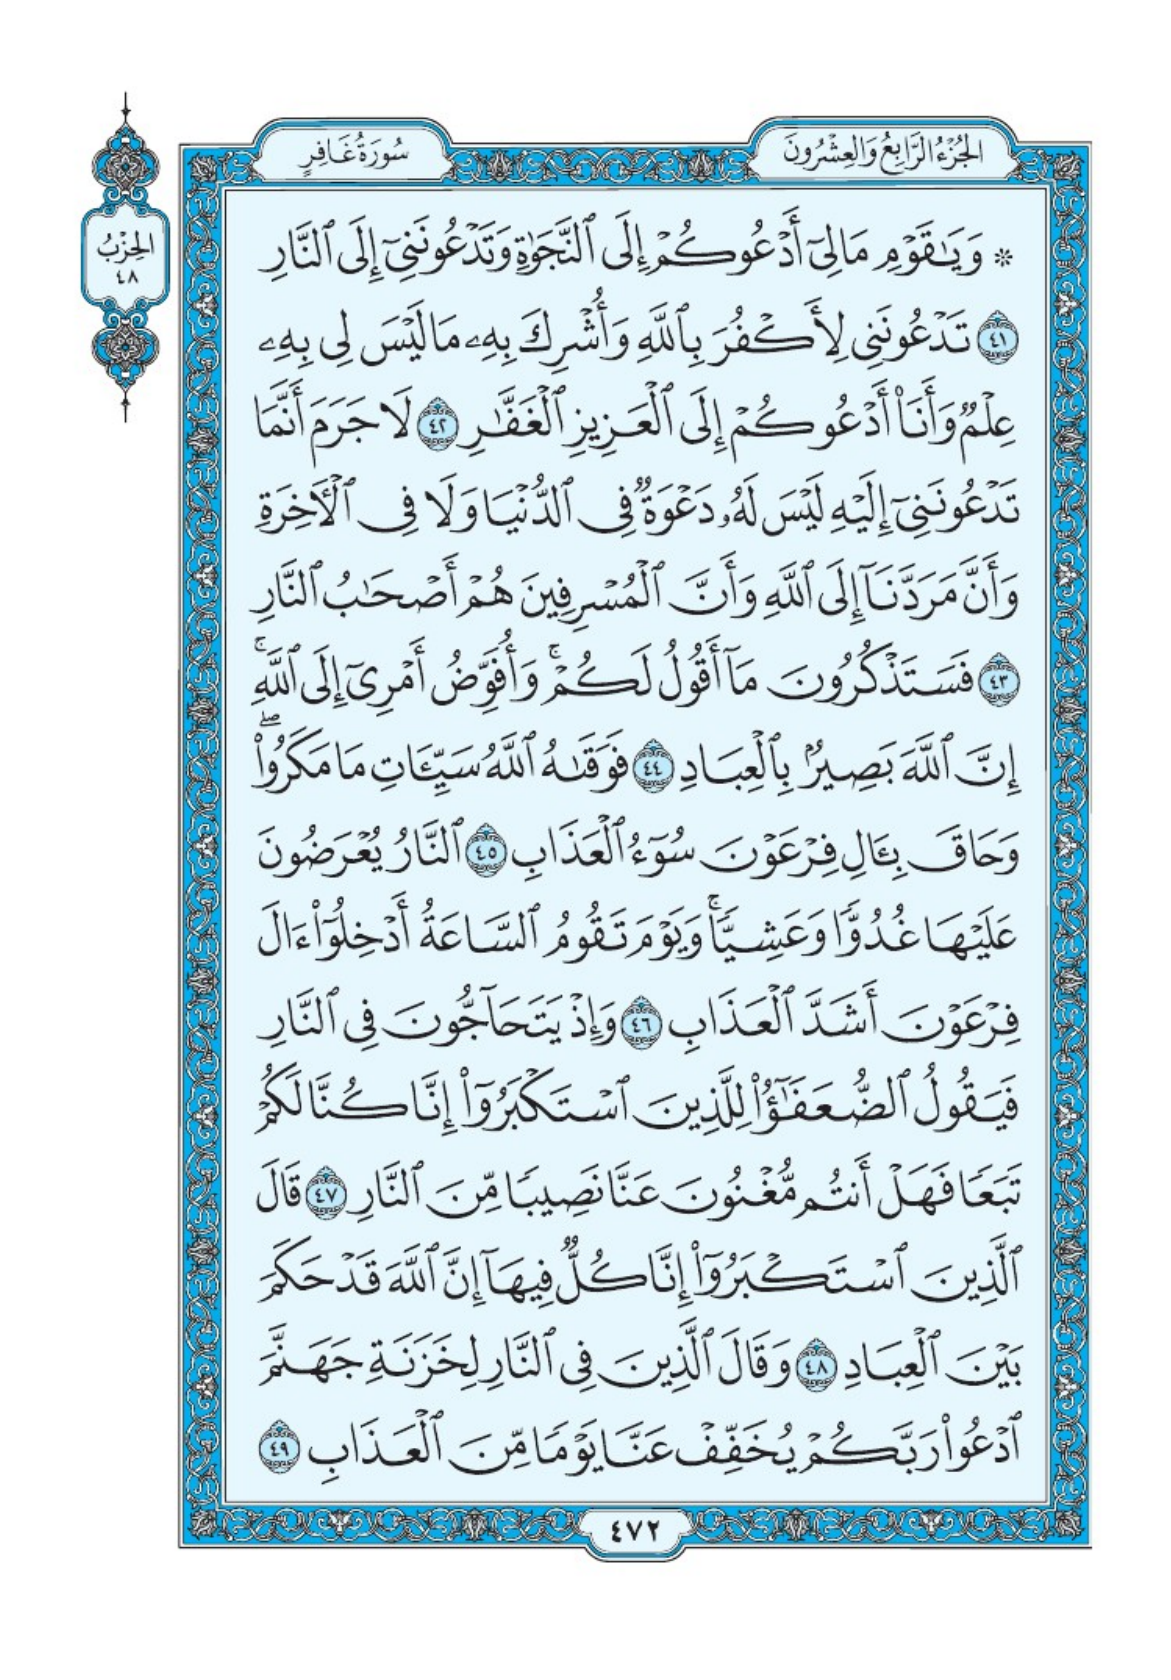 الجُزْءُ الرَّابِعُ وَالعِشْرُونَ
سُورَةُ غَافِرٍ
الحِزْبُ
٤٨
۞ وَيَٰقَوْمِ مَا لِيٓ أَدْعُوكُمْ إِلَى ٱلنَّجَوٰةِ وَتَدْعُونَنِيٓ إِلَى ٱلنَّارِ
٤١ تَدْعُونَنِي لِأَكْفُرَ بِٱللَّهِ وَأُشْرِكَ بِهِۦ مَا لَيْسَ لِي بِهِۦ
عِلْمٌ وَأَنَا۠ أَدْعُوكُمْ إِلَى ٱلْعَزِيزِ ٱلْغَفَّٰرِ ٤٢ لَا جَرَمَ أَنَّمَا
تَدْعُونَنِيٓ إِلَيْهِ لَيْسَ لَهُۥ دَعْوَةٌ فِي ٱلدُّنْيَا وَلَا فِي ٱلْأٓخِرَةِ
وَأَنَّ مَرَدَّنَآ إِلَى ٱللَّهِ وَأَنَّ ٱلْمُسْرِفِينَ هُمْ أَصْحَٰبُ ٱلنَّارِ
٤٣ فَسَتَذْكُرُونَ مَآ أَقُولُ لَكُمْۚ وَأُفَوِّضُ أَمْرِيٓ إِلَى ٱللَّهِۚ
إِنَّ ٱللَّهَ بَصِيرٌۢ بِٱلْعِبَادِ ٤٤ فَوَقَىٰهُ ٱللَّهُ سَيِّـَٔاتِ مَا مَكَرُوا۟ۖ
وَحَاقَ بِـَٔالِ فِرْعَوْنَ سُوٓءُ ٱلْعَذَابِ ٤٥ ٱلنَّارُ يُعْرَضُونَ
عَلَيْهَا غُدُوًّا وَعَشِيًّاۚ وَيَوْمَ تَقُومُ ٱلسَّاعَةُ أَدْخِلُوٓا۟ ءَالَ
فِرْعَوْنَ أَشَدَّ ٱلْعَذَابِ ٤٦ وَإِذْ يَتَحَآجُّونَ فِي ٱلنَّارِ
فَيَقُولُ ٱلضُّعَفَٰٓؤُا۟ لِلَّذِينَ ٱسْتَكْبَرُوٓا۟ إِنَّا كُنَّا لَكُمْ
تَبَعًا فَهَلْ أَنتُم مُّغْنُونَ عَنَّا نَصِيبًا مِّنَ ٱلنَّارِ ٤٧ قَالَ
ٱلَّذِينَ ٱسْتَكْبَرُوٓا۟ إِنَّا كُلٌّ فِيهَآ إِنَّ ٱللَّهَ قَدْ حَكَمَ
بَيْنَ ٱلْعِبَادِ ٤٨ وَقَالَ ٱلَّذِينَ فِي ٱلنَّارِ لِخَزَنَةِ جَهَنَّمَ
ٱدْعُوا۟ رَبَّكُمْ يُخَفِّفْ عَنَّا يَوْمًا مِّنَ ٱلْعَذَابِ ٤٩
٤٧٢